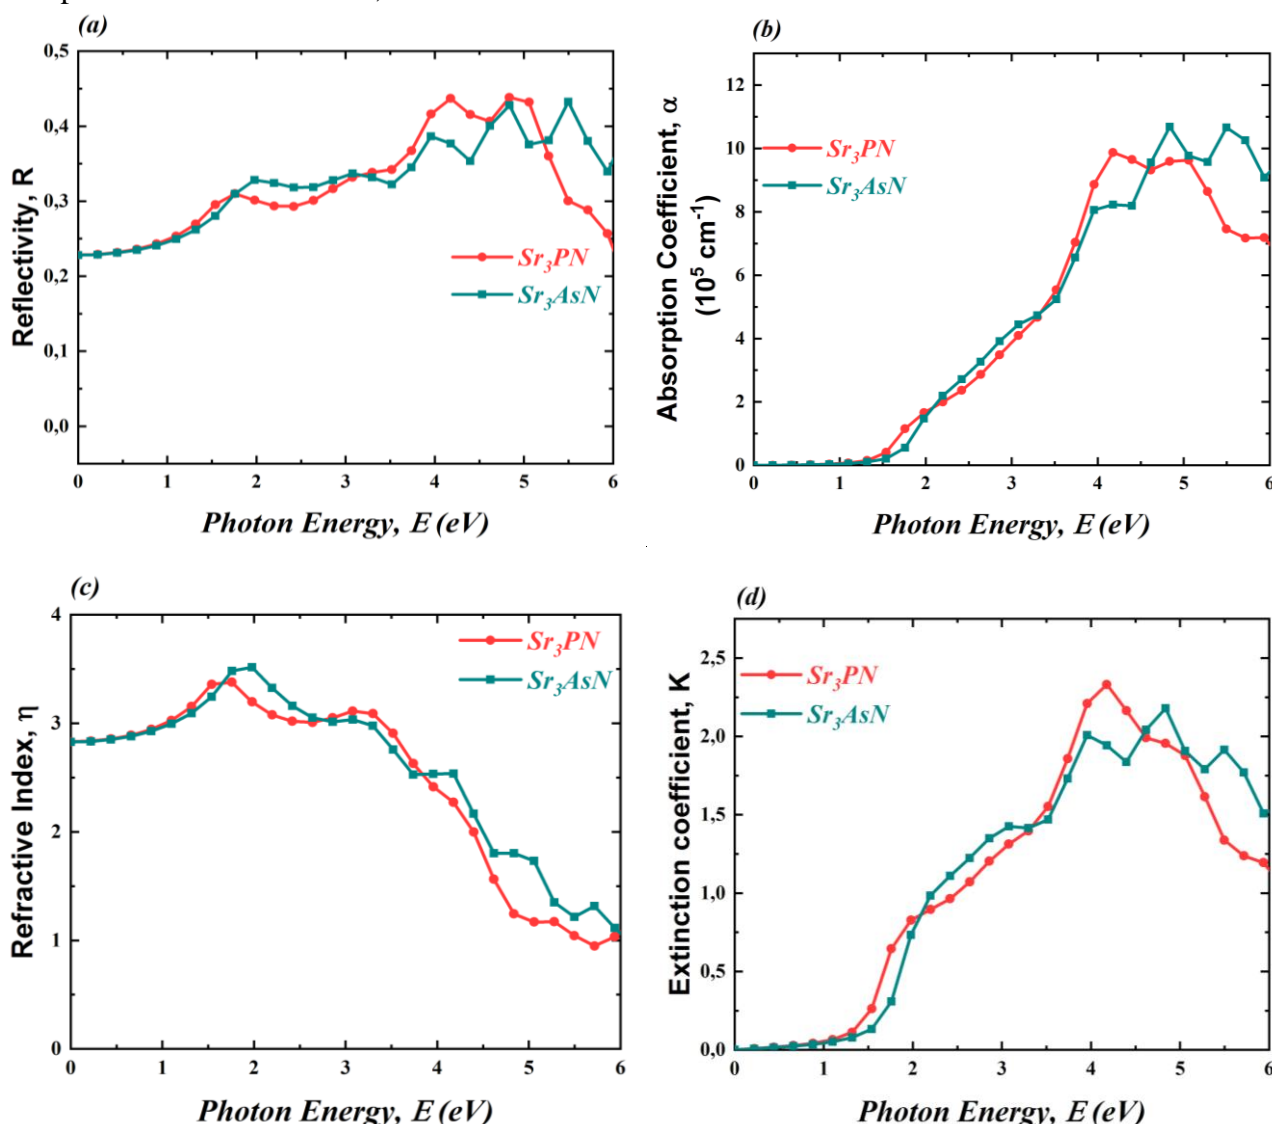 (a)
0,5
0,4
0,3
0,2
0,1
0,0
Reflectivity, R
Sr3PN
Sr3AsN
0 1 2 3 4 5 6
Photon Energy, E (eV)
(b)
12
10
8
6
4
2
0
Absorption Coefficient, α
(10^5 cm^-1)
Sr3PN
Sr3AsN
0 1 2 3 4 5 6
Photon Energy, E (eV)
(c)
4
3
2
1
0
Refractive Index, η
Sr3PN
Sr3AsN
0 1 2 3 4 5 6
Photon Energy, E (eV)
(d)
2,5
2,0
1,5
1,0
0,5
0,0
Extinction coefficient, K
Sr3PN
Sr3AsN
0 1 2 3 4 5 6
Photon Energy, E (eV)